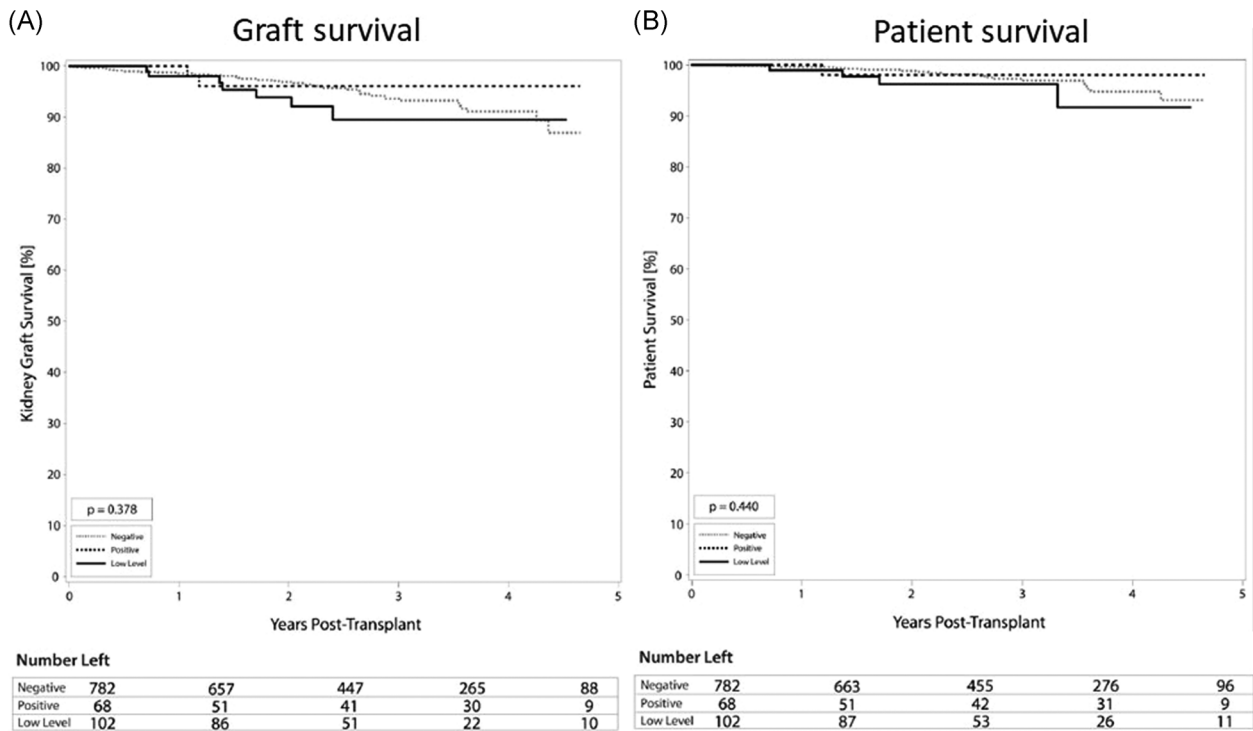 (A)
Graft survival
100
90
80
70
60
50
40
30
20
10
0
Kidney Graft Survival [%]
p = 0.378
Negative
Positive
Low Level
0 1 2 3 4 5
Years Post-Transplant
Number Left
Negative 782 657 447 265 88
Positive 68 51 41 30 9
Low Level 102 86 51 22 10
(B)
Patient survival
100
90
80
70
60
50
40
30
20
10
0
Patient Survival [%]
p = 0.440
Negative
Positive
Low Level
0 1 2 3 4 5
Years Post-Transplant
Number Left
Negative 782 663 455 276 96
Positive 68 51 42 31 9
Low Level 102 87 53 26 11